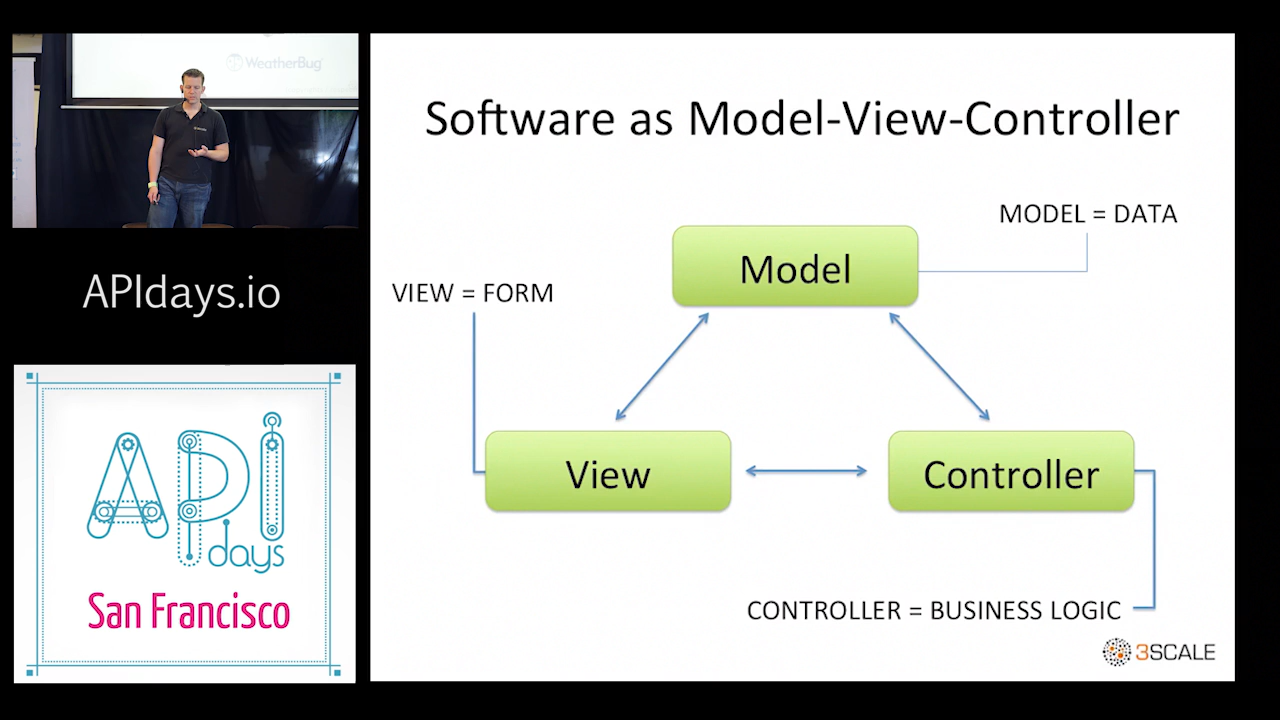 WeatherBug
APIdays.io
API
days
San Francisco
Software as Model-View-Controller
MODEL = DATA
Model
VIEW = FORM
View
Controller
CONTROLLER = BUSINESS LOGIC
3SCALE